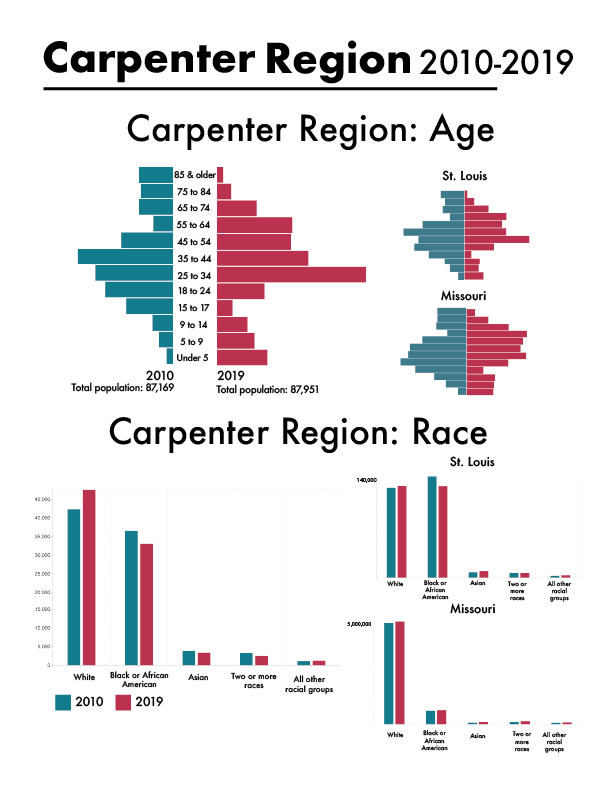 Carpenter Region 2010-2019
Carpenter Region: Age
85 & older
75 to 84
65 to 74
55 to 64
45 to 54
35 to 44
25 to 34
18 to 24
15 to 17
9 to 14
5 to 9
Under 5
2010
Total population: 87,169
2019
Total population: 87,951
St. Louis
Missouri
Carpenter Region: Race
45,000
40,000
35,000
30,000
25,000
20,000
15,000
10,000
5,000
0
White
Black or African
American
Asian
Two or more
races
All other
racial groups
2010
2019
St. Louis
140,000
White
Black or
African
American
Asian
Two or
more
races
All other
racial
groups
Missouri
5,000,000
White
Black or
African
American
Asian
Two or
more
races
All other
racial
groups